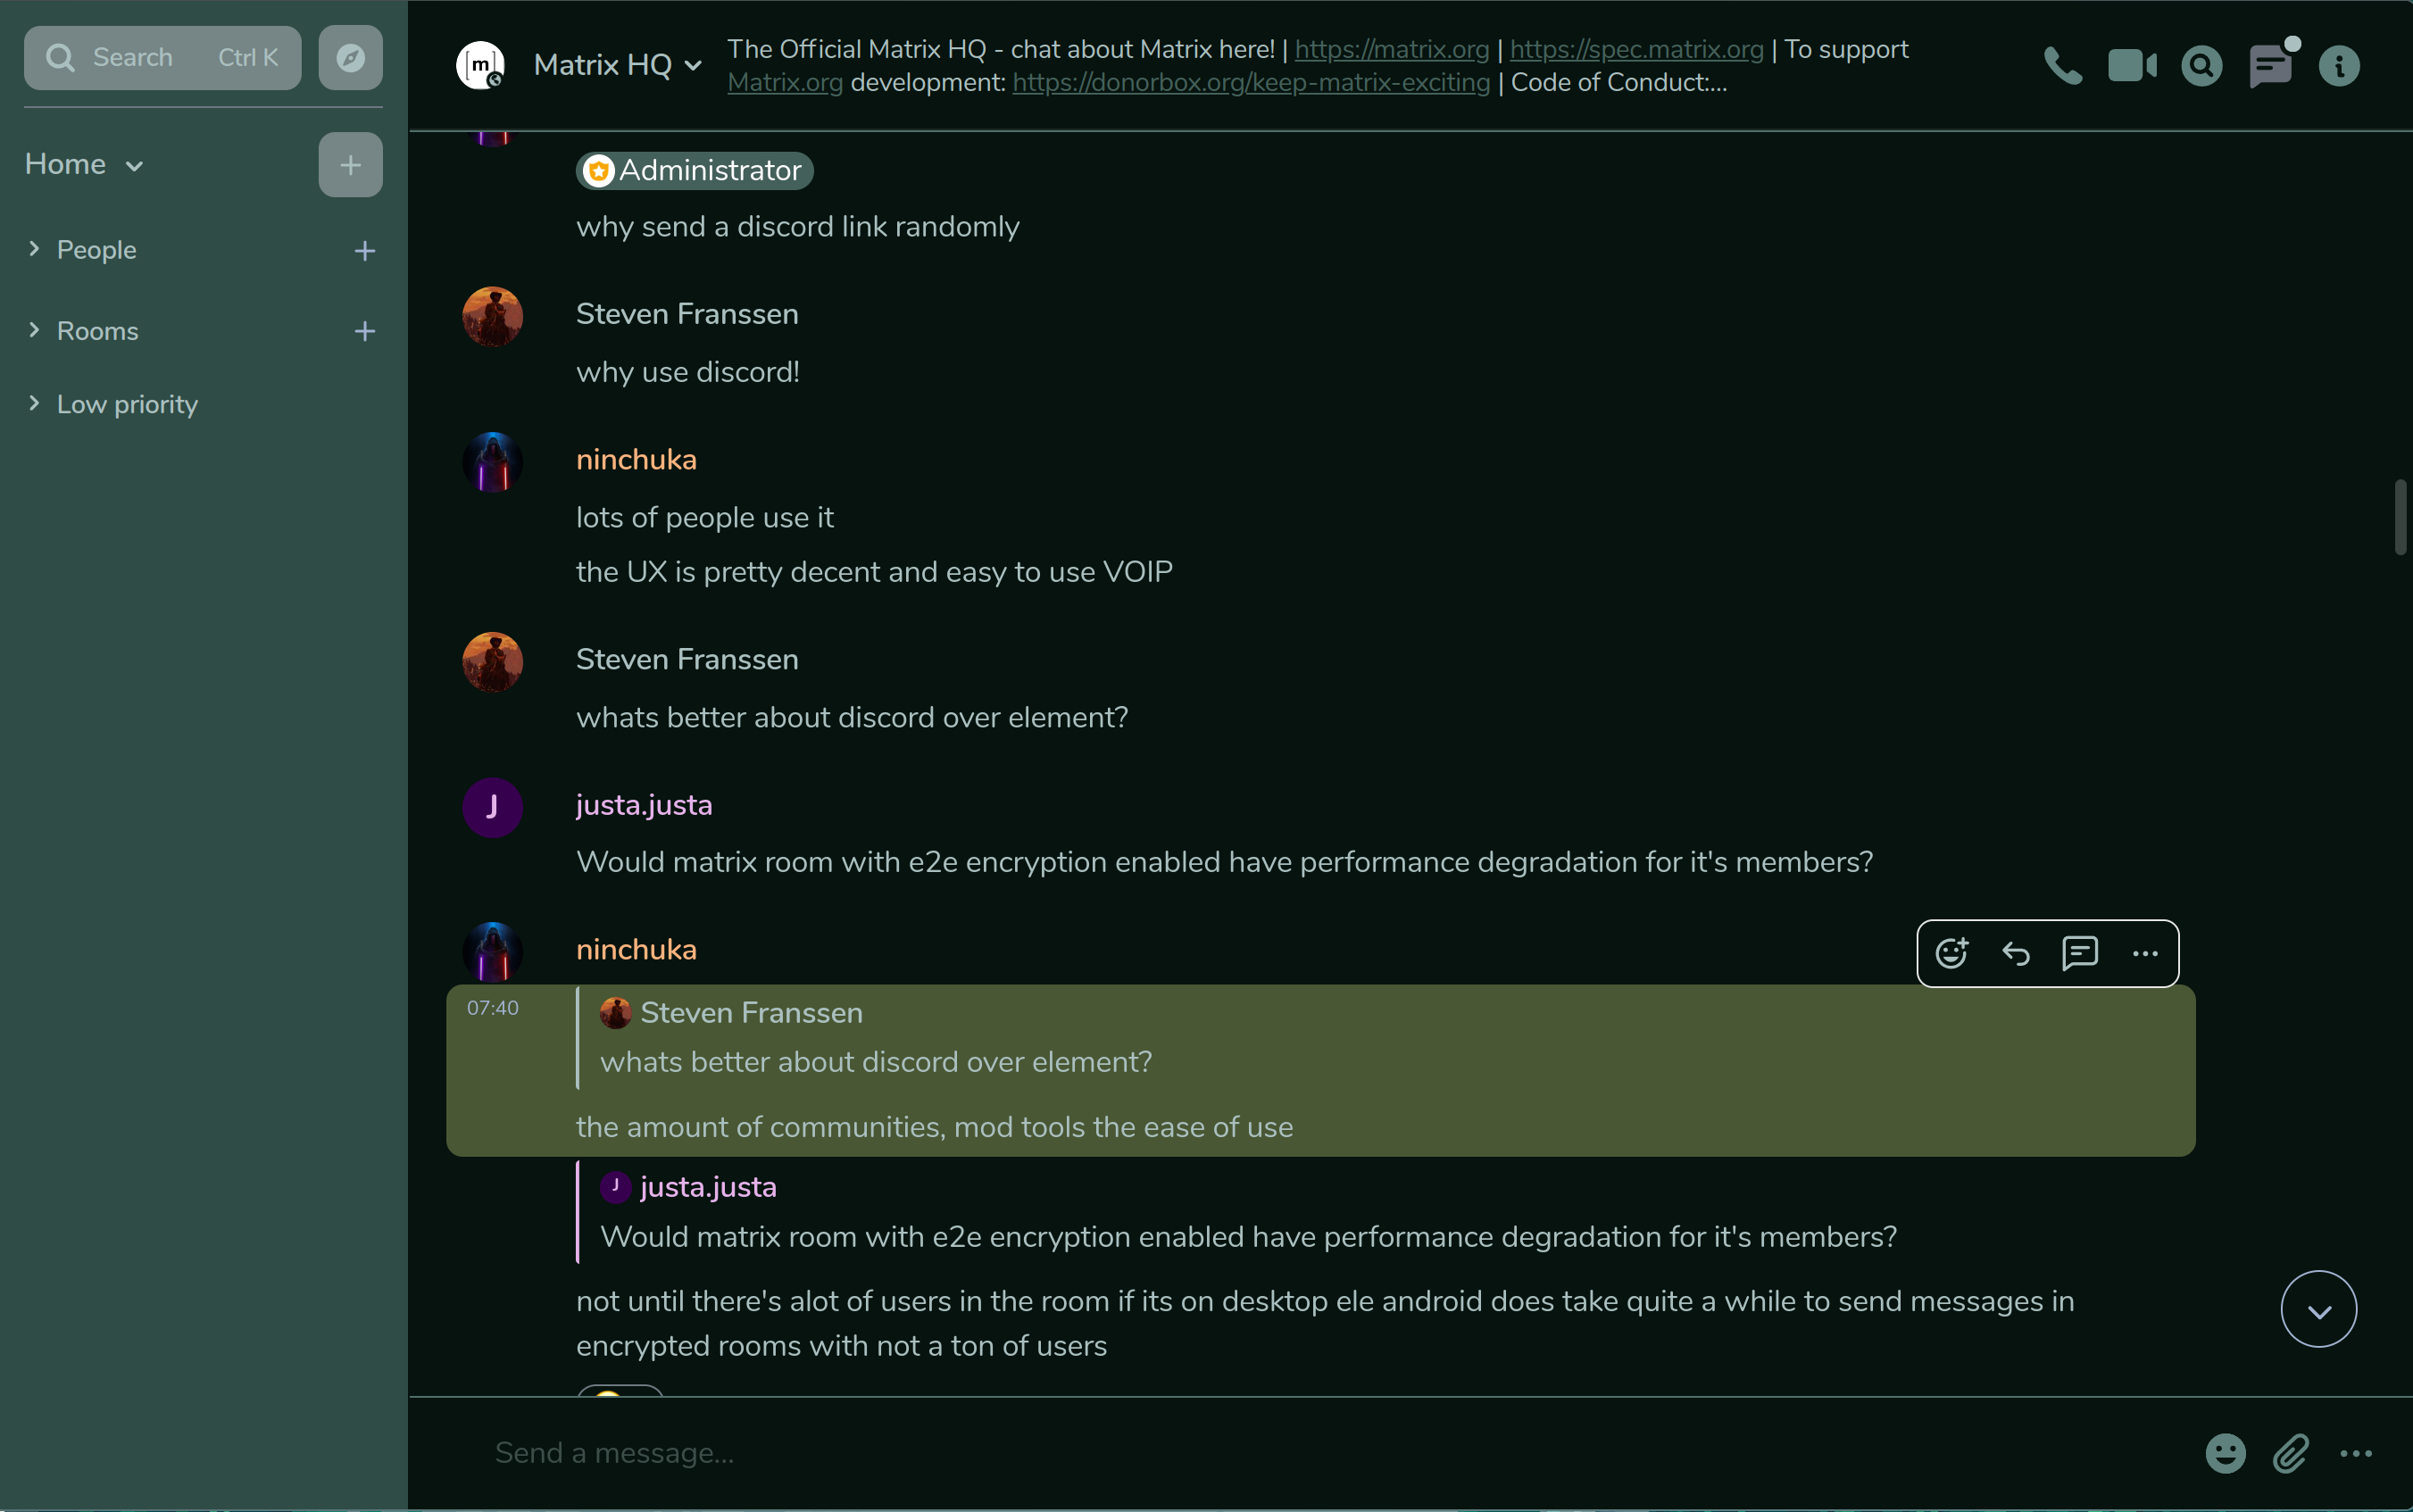 Search Ctrl K
Home
People
Rooms
Low priority
[m] Matrix HQ
The Official Matrix HQ - chat about Matrix here! | https://matrix.org | https://spec.matrix.org | To support
Matrix.org development: https://donorbox.org/keep-matrix-exciting | Code of Conduct:...
Administrator
why send a discord link randomly
Steven Franssen
why use discord!
ninchuka
lots of people use it
the UX is pretty decent and easy to use VOIP
Steven Franssen
whats better about discord over element?
J justa.justa
Would matrix room with e2e encryption enabled have performance degradation for it's members?
ninchuka
07:40 Steven Franssen
whats better about discord over element?
the amount of communities, mod tools the ease of use
J justa.justa
Would matrix room with e2e encryption enabled have performance degradation for it's members?
not until there's alot of users in the room if its on desktop ele android does take quite a while to send messages in
encrypted rooms with not a ton of users
Send a message...